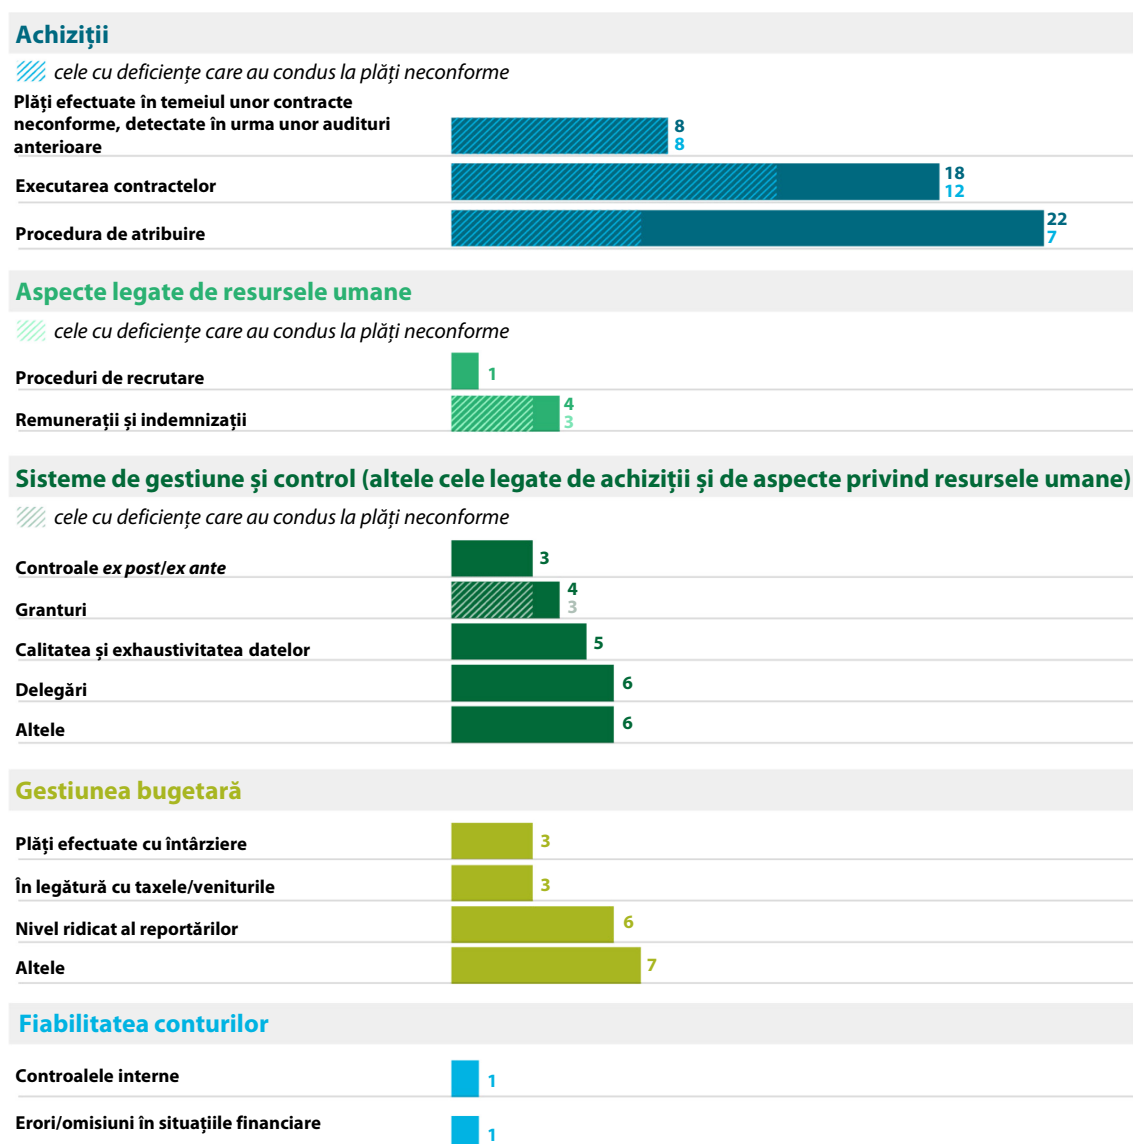 Achiziții
cele cu deficiențe care au condus la plăți neconforme
Plăți efectuate în temeiul unor contracte
neconforme, detectate în urma unor audituri
anterioare
8
8
Executarea contractelor
18
12
Procedura de atribuire
22
7
Aspecte legate de resursele umane
cele cu deficiențe care au condus la plăți neconforme
Proceduri de recrutare
1
Remunerații și indemnizații
4
3
Sisteme de gestiune și control (altele cele legate de achiziții și de aspecte privind resursele umane)
cele cu deficiențe care au condus la plăți neconforme
Controale ex post/ex ante
3
Granturi
4
3
Calitatea și exhaustivitatea datelor
5
Delegări
6
Altele
6
Gestiunea bugetară
Plăți efectuate cu întârziere
3
În legătură cu taxele/veniturile
3
Nivel ridicat al reportărilor
6
Altele
7
Fiabilitatea conturilor
Controalele interne
1
Erori/omisiuni în situațiile financiare
1